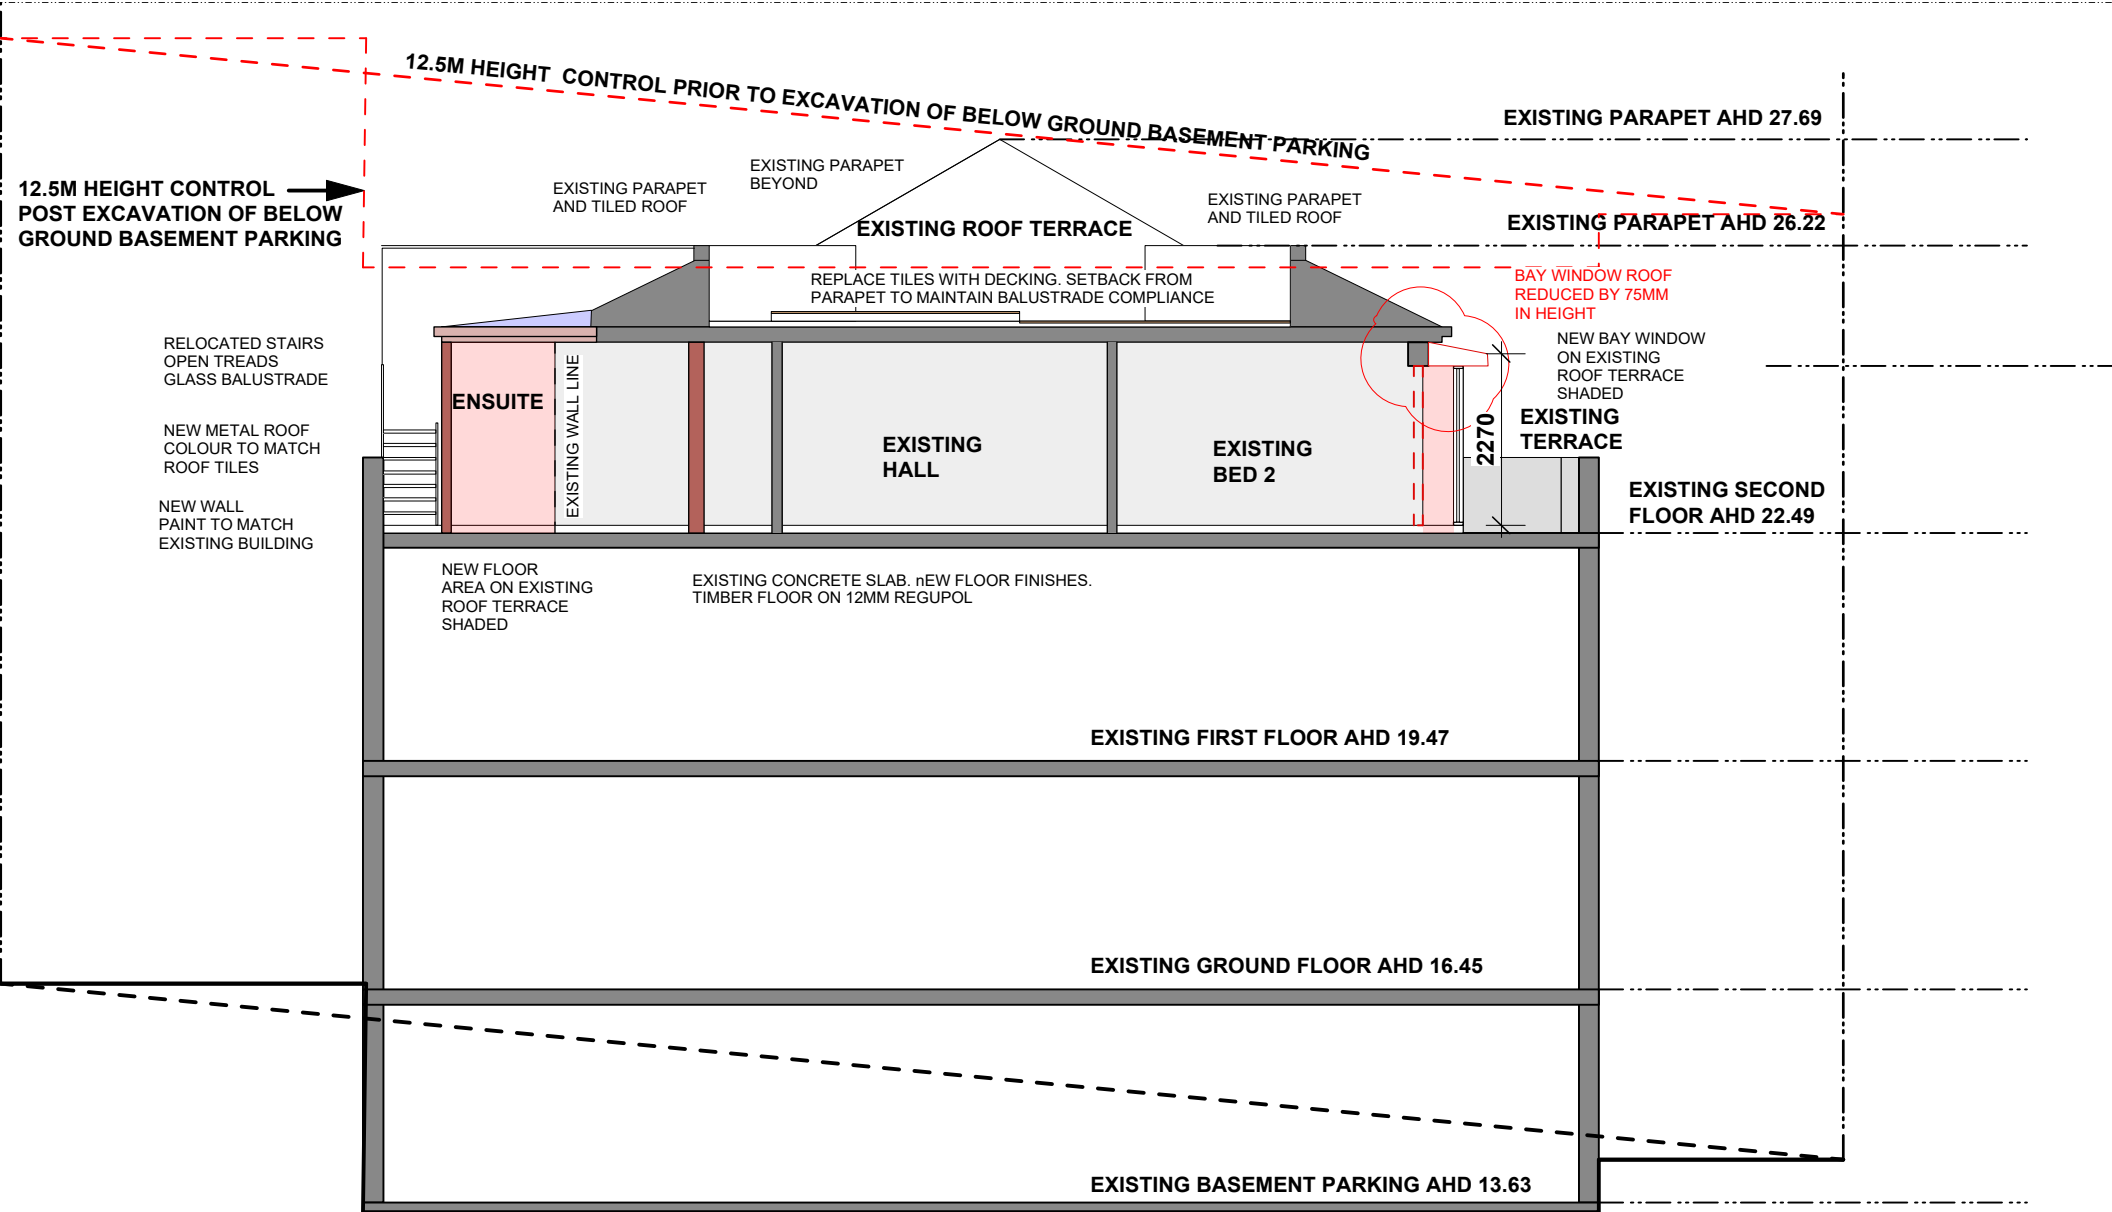 12.5M HEIGHT CONTROL PRIOR TO EXCAVATION OF BELOW GROUND BASEMENT PARKING
EXISTING PARAPET AHD 27.69
12.5M HEIGHT CONTROL
POST EXCAVATION OF BELOW
GROUND BASEMENT PARKING
EXISTING PARAPET
AND TILED ROOF
EXISTING PARAPET
BEYOND
EXISTING PARAPET
AND TILED ROOF
EXISTING ROOF TERRACE
EXISTING PARAPET AHD 26.22
REPLACE TILES WITH DECKING. SETBACK FROM
PARAPET TO MAINTAIN BALUSTRADE COMPLIANCE
BAY WINDOW ROOF
REDUCED BY 75MM
IN HEIGHT
RELOCATED STAIRS
OPEN TREADS
GLASS BALUSTRADE
NEW BAY WINDOW
ON EXISTING
ROOF TERRACE
SHADED
NEW METAL ROOF
COLOUR TO MATCH
ROOF TILES
NEW WALL
PAINT TO MATCH
EXISTING BUILDING
ENSUITE
EXISTING WALL LINE
EXISTING
HALL
EXISTING
BED 2
2270
EXISTING
TERRACE
EXISTING SECOND
FLOOR AHD 22.49
NEW FLOOR
AREA ON EXISTING
ROOF TERRACE
SHADED
EXISTING CONCRETE SLAB. nEW FLOOR FINISHES.
TIMBER FLOOR ON 12MM REGUPOL
EXISTING FIRST FLOOR AHD 19.47
EXISTING GROUND FLOOR AHD 16.45
EXISTING BASEMENT PARKING AHD 13.63